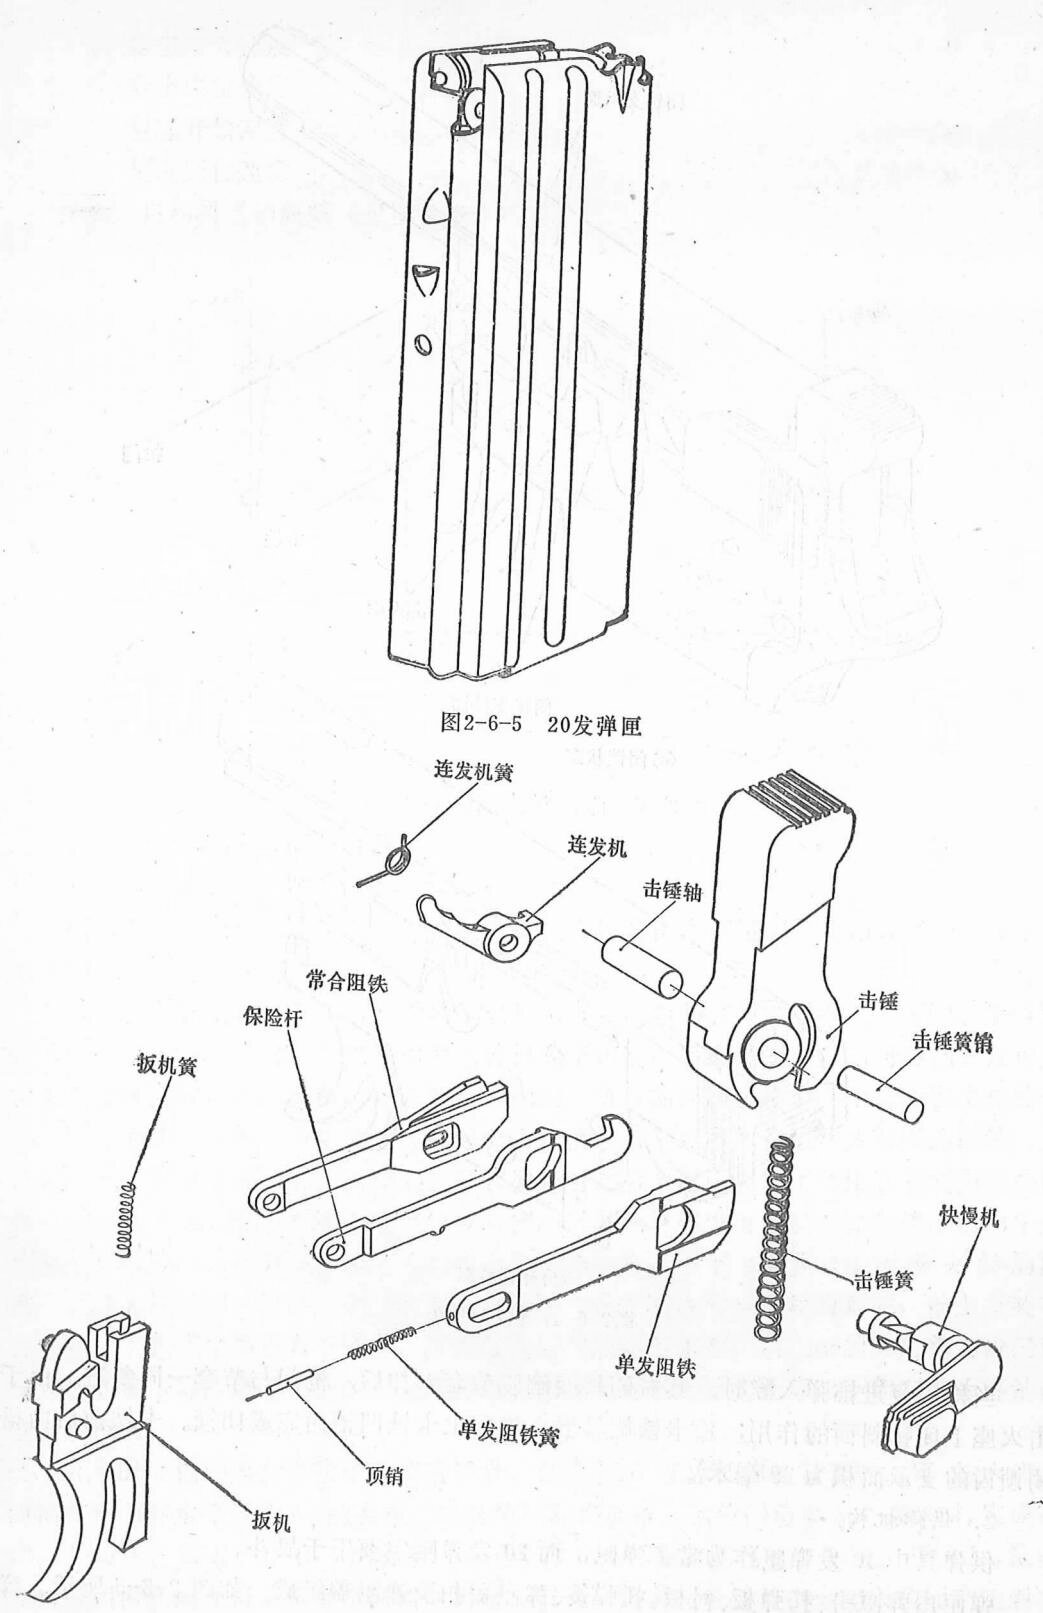 图2-6-5 20发弹匣
连发机簧
连发机
击锤轴
常合阻铁
击锤
保险杆
击锤簧销
扳机簧
快慢机
击锤簧
单发阻铁
单发阻铁簧
顶销
扳机